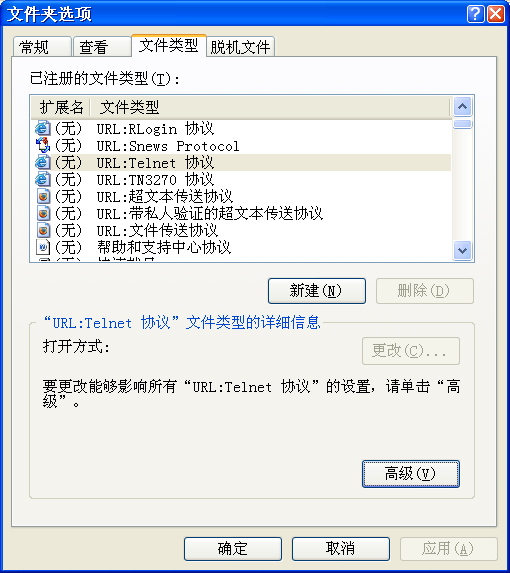 文件夹选项
常规 查看 文件类型 脱机文件
已注册的文件类型(T):
扩展名 文件类型
(无) URL:RLogin 协议
(无) URL:Snews Protocol
(无) URL:Telnet 协议
(无) URL:TN3270 协议
(无) URL:超文本传送协议
(无) URL:带私人验证的超文本传送协议
(无) URL:文件传送协议
(无) 帮助和支持中心协议
新建(N) 删除(D)
“URL:Telnet 协议”文件类型的详细信息
打开方式: 更改(C)...
要更改能够影响所有“URL:Telnet 协议”的设置，请单击“高
级”。
高级(V)
确定 取消 应用(A)